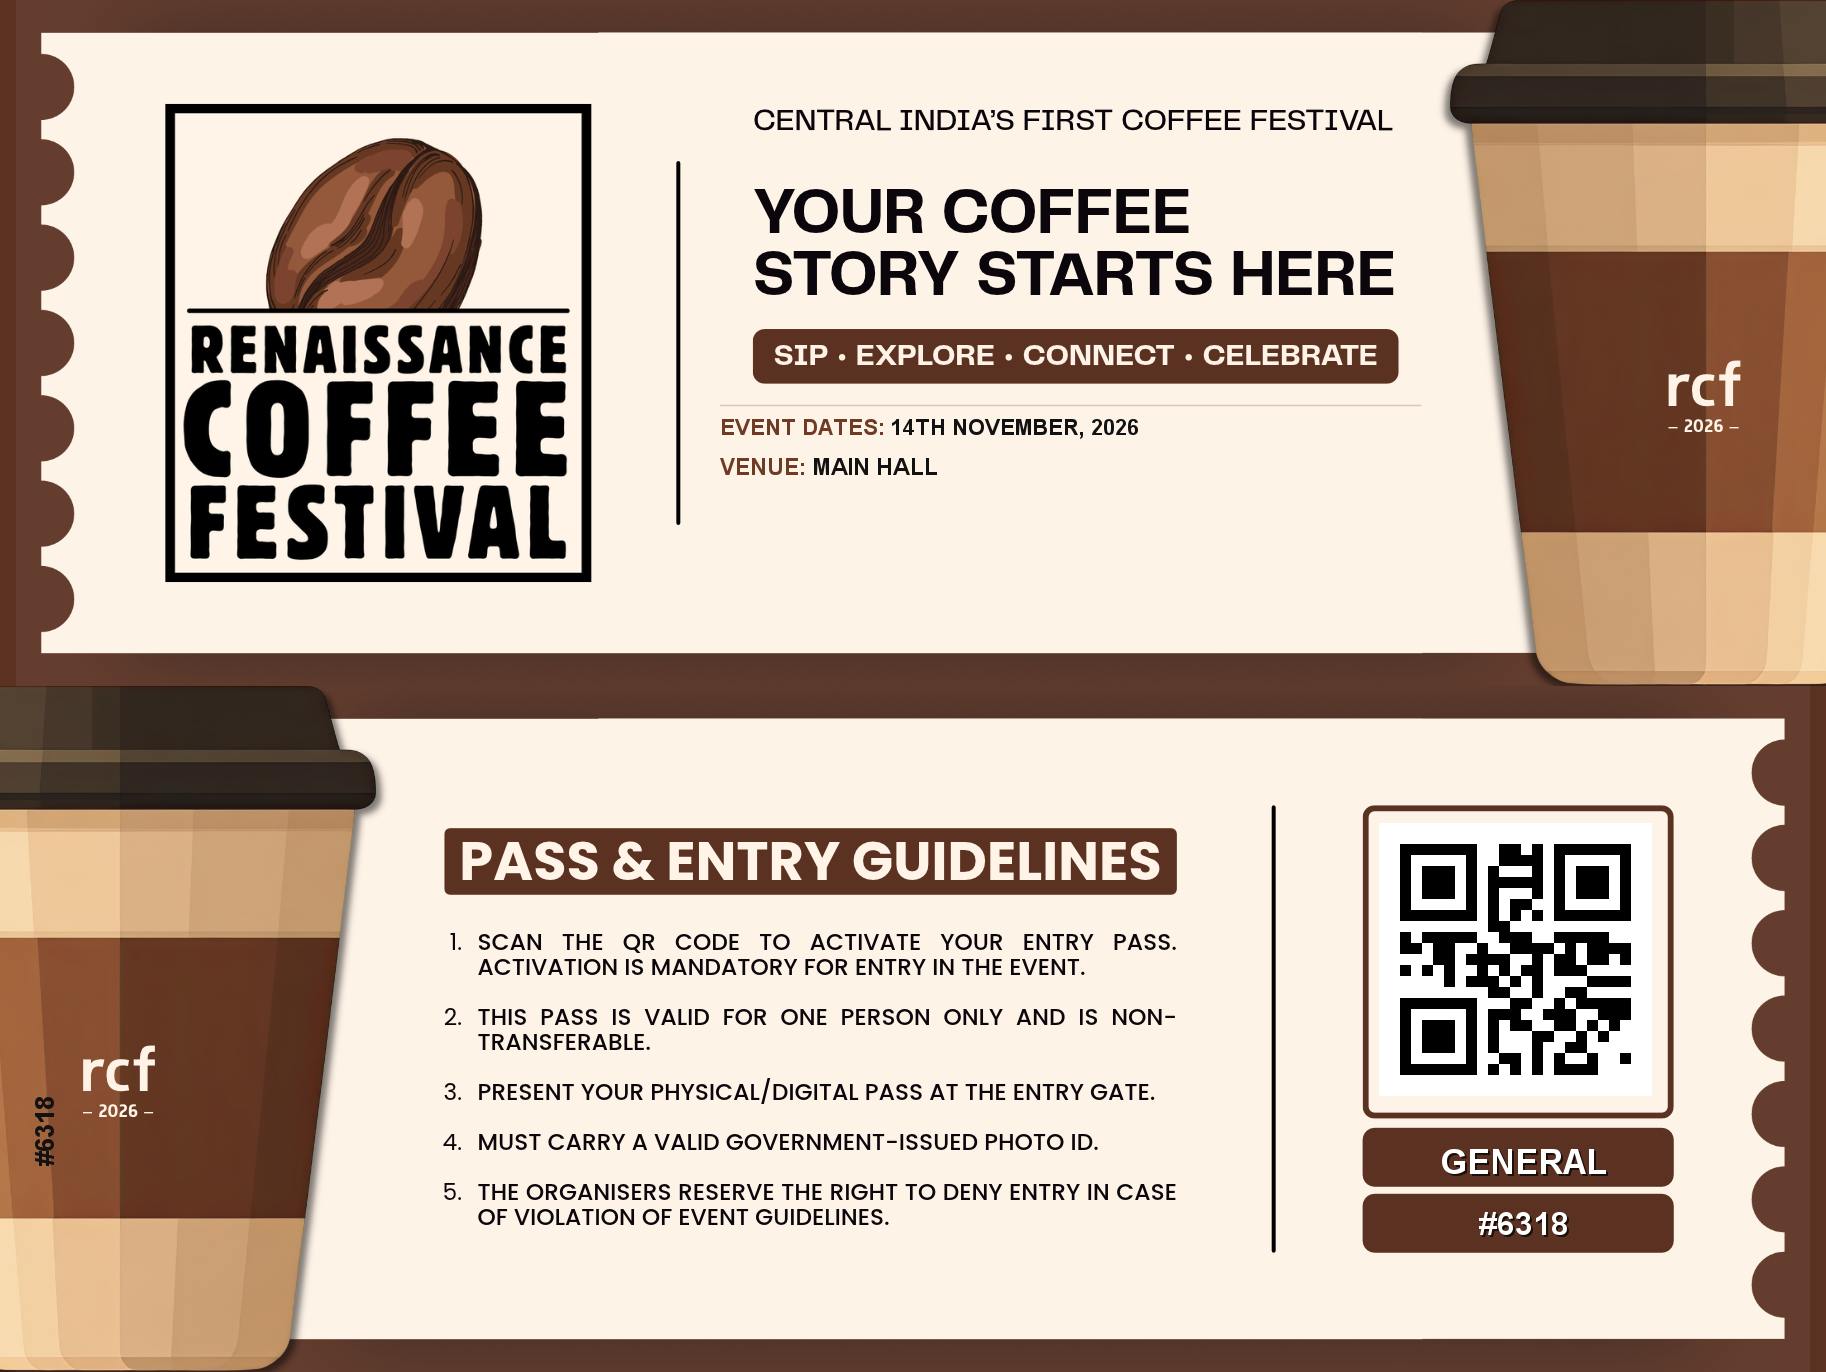 RENAISSANCE
COFFEE
FESTIVAL
CENTRAL INDIA'S FIRST COFFEE FESTIVAL
YOUR COFFEE
STORY STARTS HERE
SIP • EXPLORE • CONNECT • CELEBRATE
EVENT DATES: 14TH NOVEMBER, 2026
VENUE: MAIN HALL
rcf
– 2026 –
rcf
– 2026 –
#6318
PASS & ENTRY GUIDELINES
1. SCAN THE QR CODE TO ACTIVATE YOUR ENTRY PASS.
ACTIVATION IS MANDATORY FOR ENTRY IN THE EVENT.
2. THIS PASS IS VALID FOR ONE PERSON ONLY AND IS NON-
TRANSFERABLE.
3. PRESENT YOUR PHYSICAL/DIGITAL PASS AT THE ENTRY GATE.
4. MUST CARRY A VALID GOVERNMENT-ISSUED PHOTO ID.
5. THE ORGANISERS RESERVE THE RIGHT TO DENY ENTRY IN CASE
OF VIOLATION OF EVENT GUIDELINES.
GENERAL
#6318